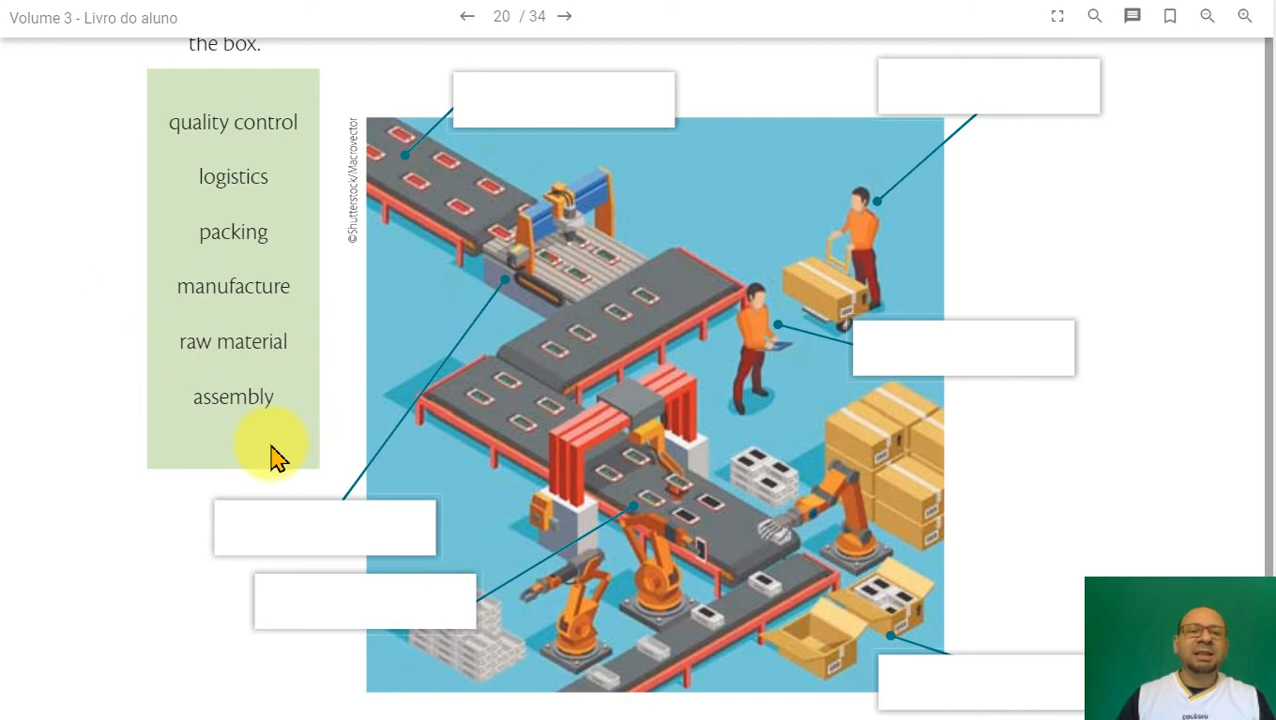 Volume 3 - Livro do aluno
20 / 34
the box.
quality control
logistics
packing
manufacture
raw material
assembly
©Shutterstock/Macrovector
COLÉGIO